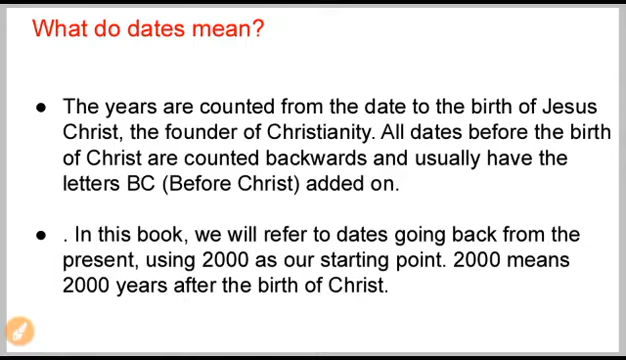 What do dates mean?
● The years are counted from the date to the birth of Jesus
Christ, the founder of Christianity. All dates before the birth
of Christ are counted backwards and usually have the
letters BC (Before Christ) added on.
● . In this book, we will refer to dates going back from the
present, using 2000 as our starting point. 2000 means
2000 years after the birth of Christ.